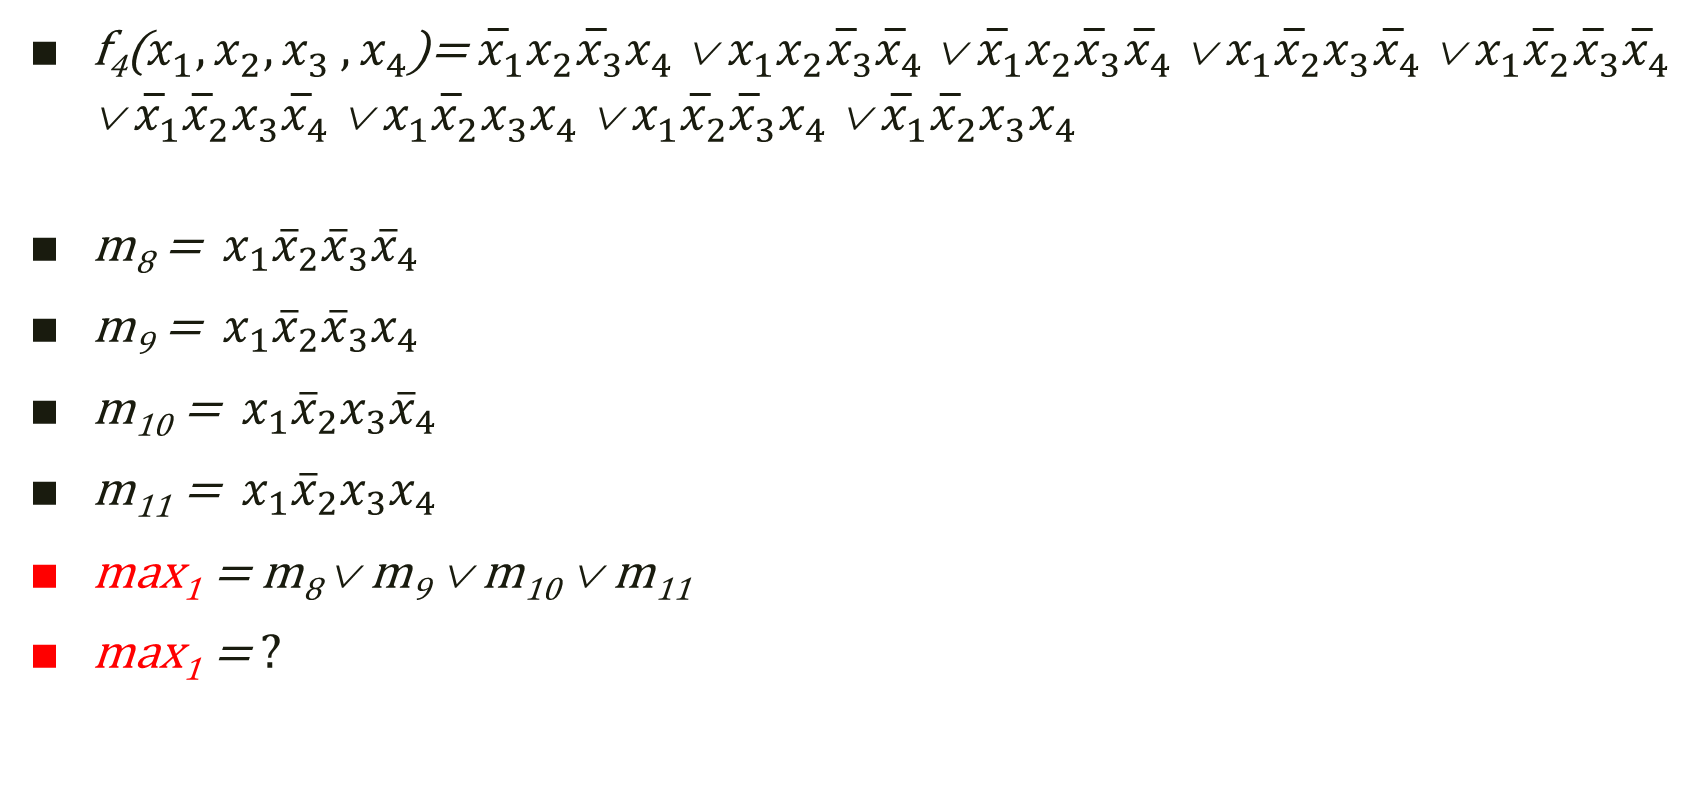 ■ f₄(x₁, x₂, x₃ , x₄)= x̄₁x₂x̄₃x₄ ∨ x₁x₂x̄₃x̄₄ ∨ x̄₁x₂x̄₃x̄₄ ∨ x₁x̄₂x₃x̄₄ ∨ x₁x̄₂x̄₃x̄₄
∨ x̄₁x̄₂x₃x̄₄ ∨ x₁x̄₂x₃x₄ ∨ x₁x̄₂x̄₃x₄ ∨ x̄₁x̄₂x₃x₄
■ m₈ = x₁x̄₂x̄₃x̄₄
■ m₉ = x₁x̄₂x̄₃x₄
■ m₁₀ = x₁x̄₂x₃x̄₄
■ m₁₁ = x₁x̄₂x₃x₄
■ max₁ = m₈ ∨ m₉ ∨ m₁₀ ∨ m₁₁
■ max₁ = ?